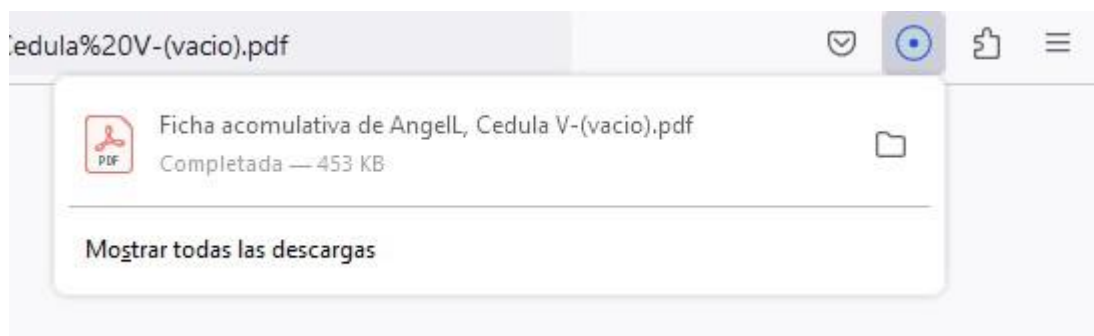 edula%20V-(vacio).pdf
Ficha acomulativa de AngelL, Cedula V-(vacio).pdf
PDF
Completada — 453 KB
Mostrar todas las descargas